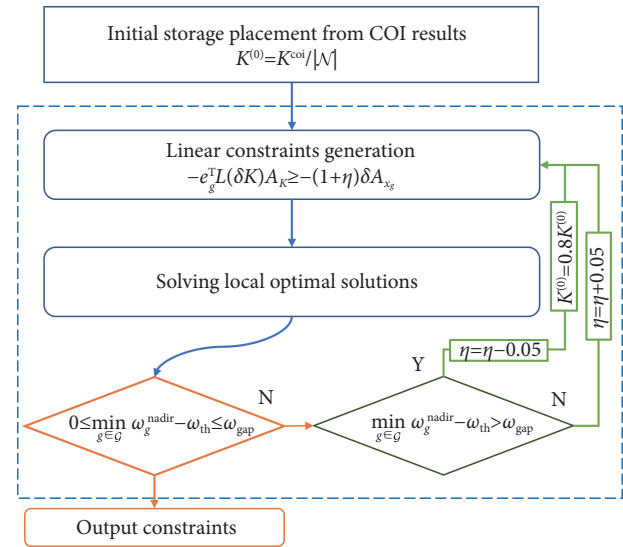 Initial storage placement from COI results
K^(0)=K^coi/|𝒩|
Linear constraints generation
−e_g^T L(δK)A_K≥−(1+η)δA_{x_g}
Solving local optimal solutions
K^(0)=0.8K^(0)
η=η+0.05
η=η−0.05
Y
N
N
0≤min_{g∈𝒢} ω_g^nadir−ω_th≤ω_gap
min_{g∈𝒢} ω_g^nadir−ω_th>ω_gap
Output constraints